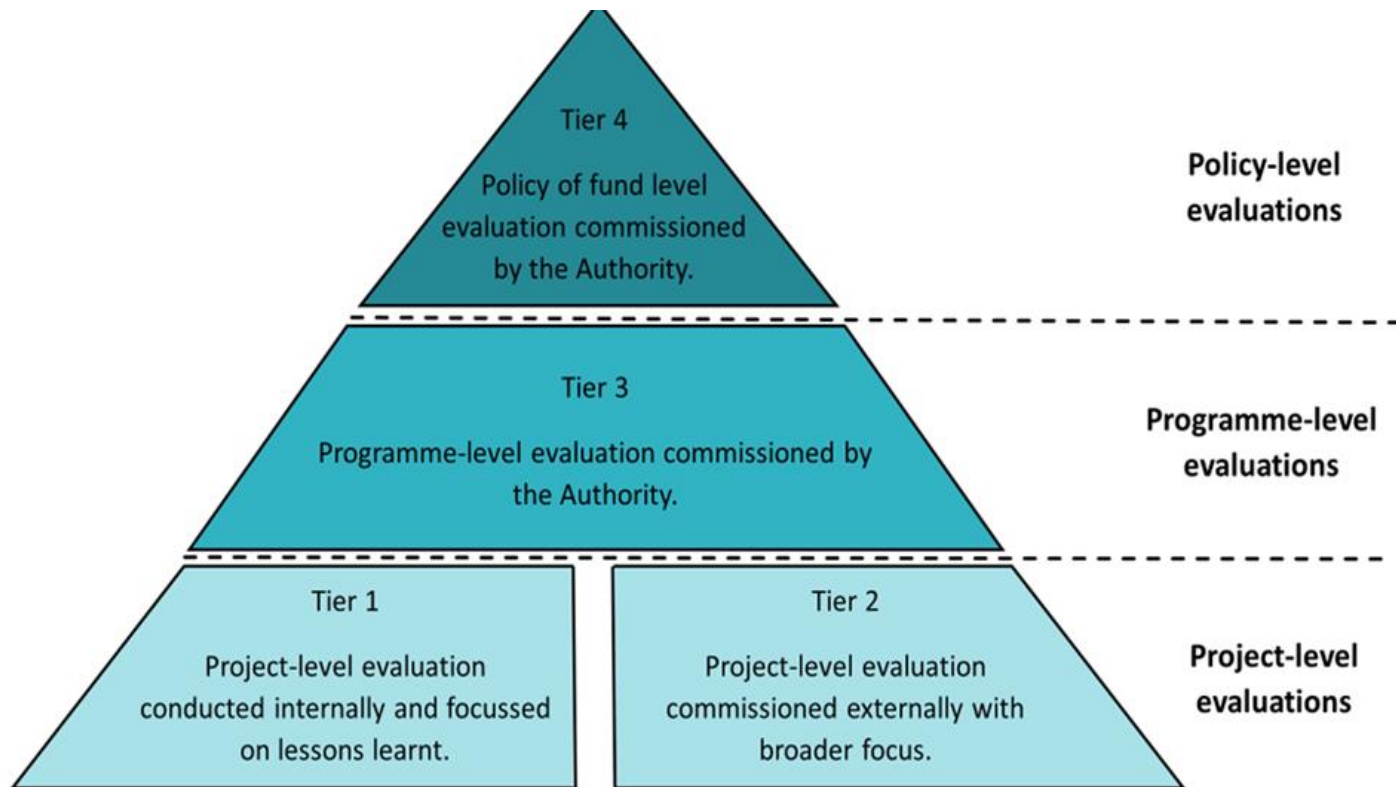 Tier 4
Policy of fund level
evaluation commissioned
by the Authority.
Policy-level
evaluations
Tier 3
Programme-level evaluation commissioned by
the Authority.
Programme-level
evaluations
Tier 1
Project-level evaluation
conducted internally and focussed
on lessons learnt.
Tier 2
Project-level evaluation
commissioned externally with
broader focus.
Project-level
evaluations